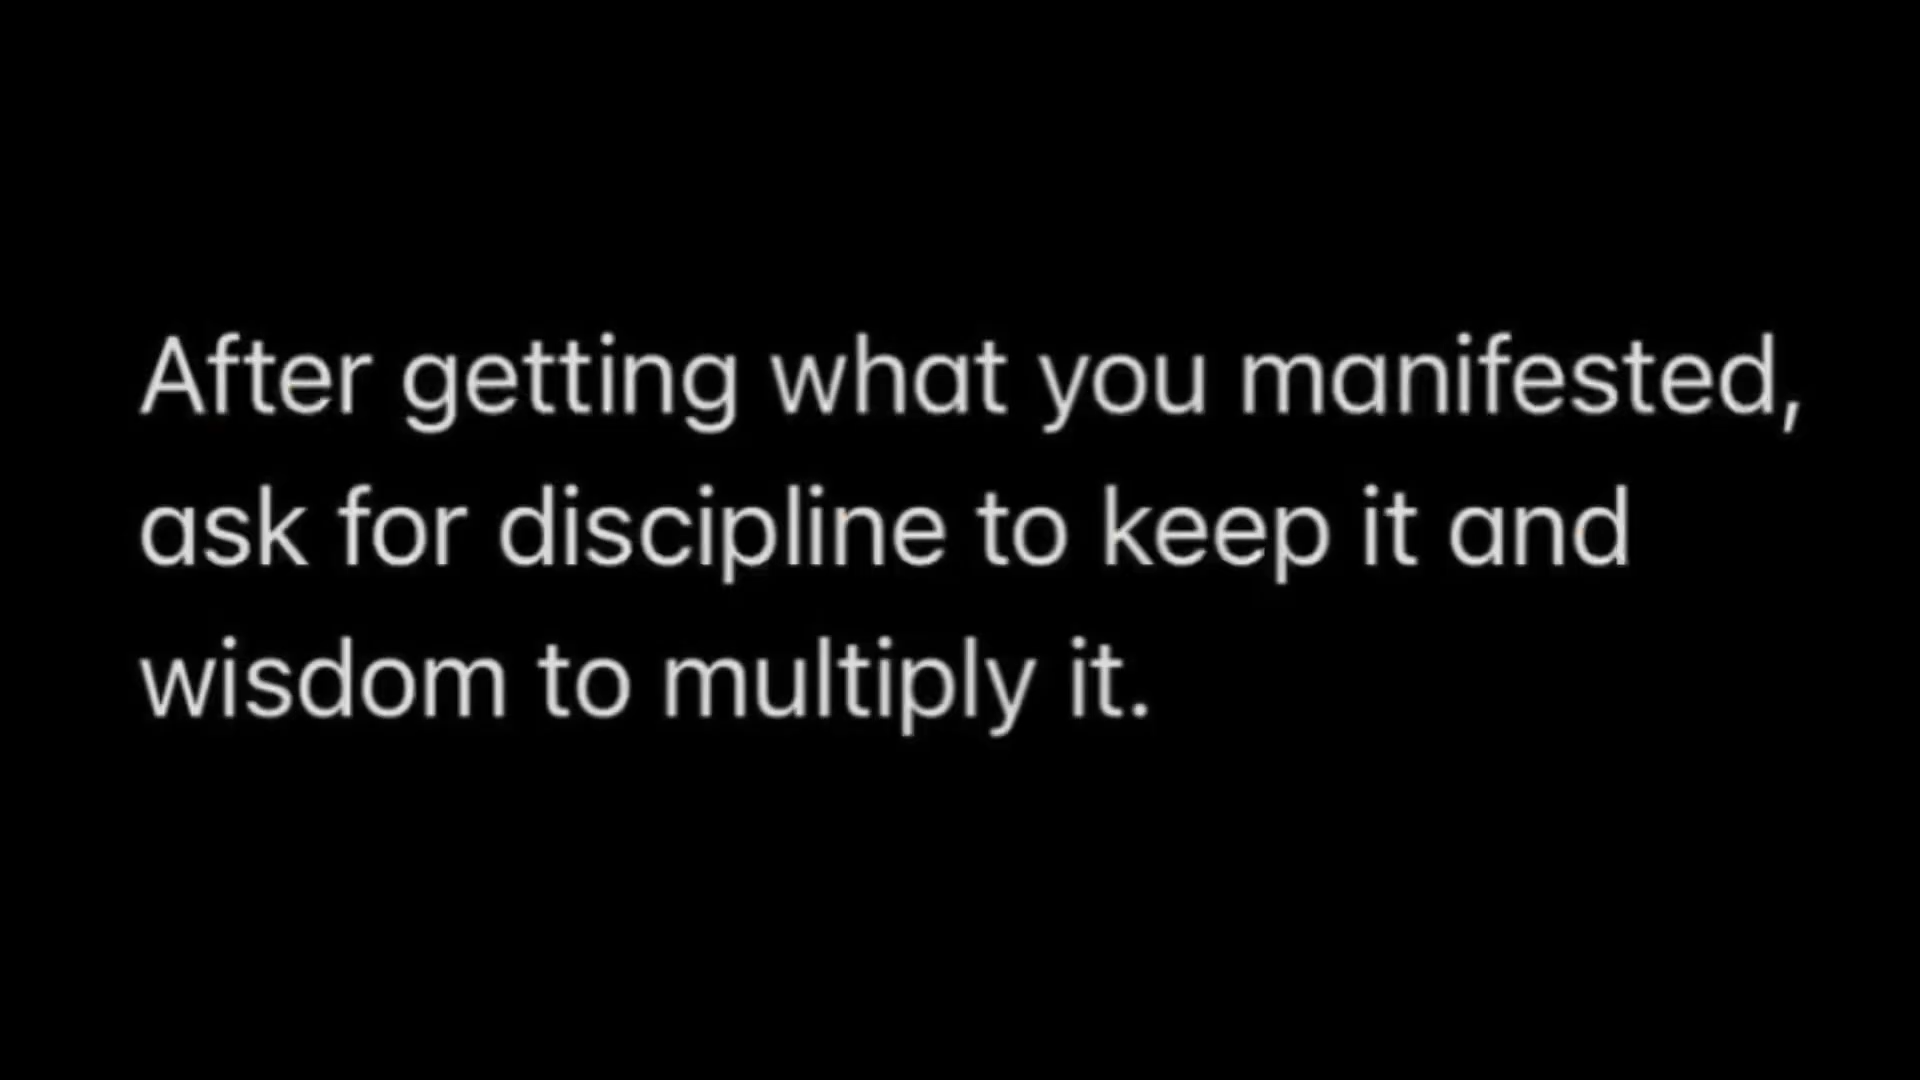 After getting what you manifested,
ask for discipline to keep it and
wisdom to multiply it.